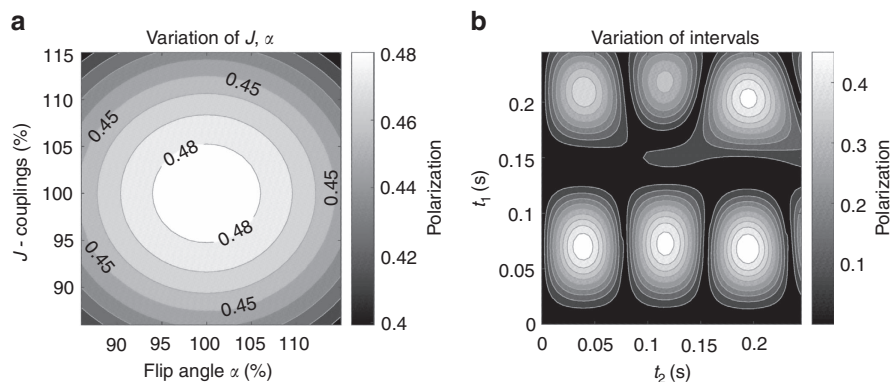 a
Variation of J, α
115
110
105
100
95
90
J - couplings (%)
90 95 100 105 110
Flip angle α (%)
0.45
0.45
0.48
0.45
0.48
0.45
0.45
0.48
0.46
0.44
0.42
0.4
Polarization
b
Variation of intervals
0.2
0.15
0.1
0.05
0
t1 (s)
0 0.05 0.1 0.15 0.2
t2 (s)
0.4
0.3
0.2
0.1
Polarization